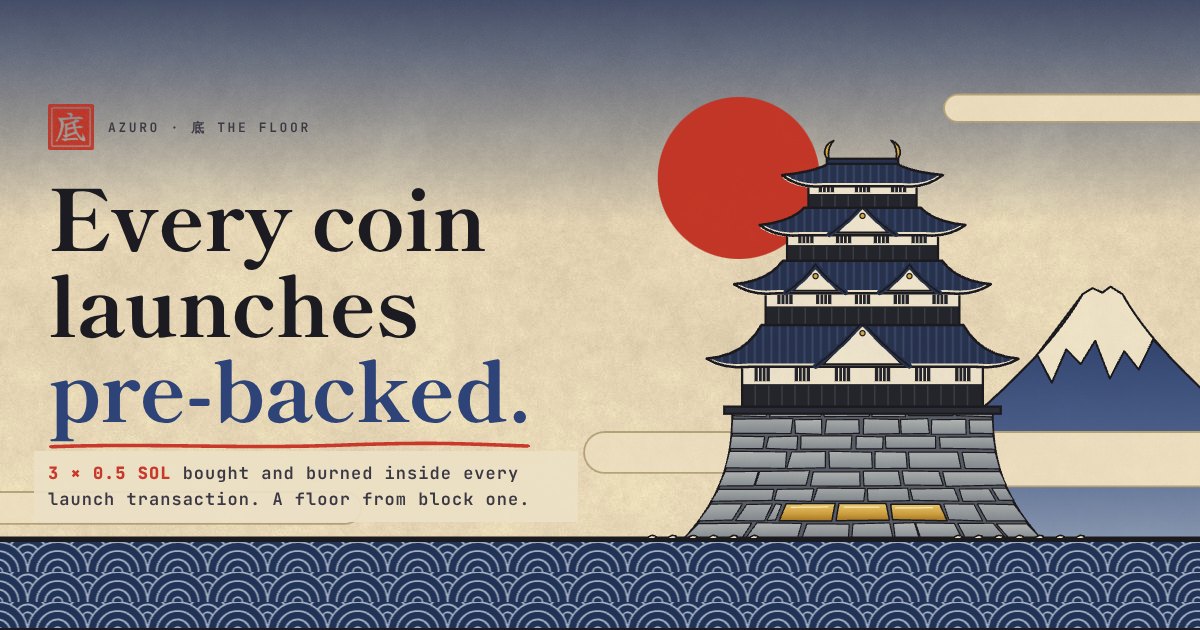 底
AZURO · 底 THE FLOOR
Every coin
launches
pre-backed.
3 × 0.5 SOL bought and burned inside every
launch transaction. A floor from block one.